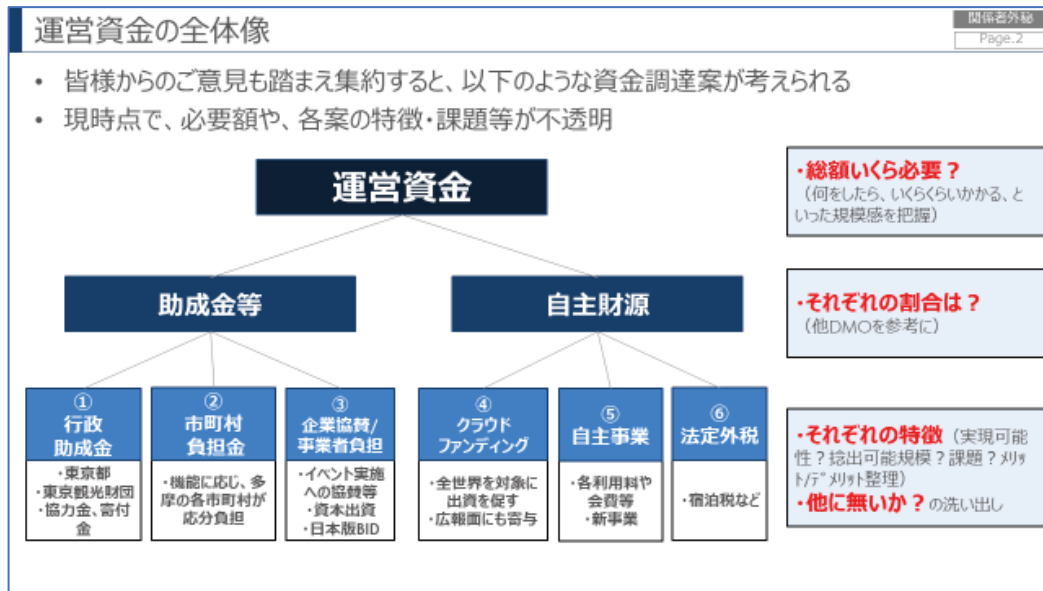 運営資金の全体像
関係者外秘
Page.2
• 皆様からのご意見も踏まえ集約すると、以下のような資金調達案が考えられる
• 現時点で、必要額や、各案の特徴・課題等が不透明
運営資金
・総額いくら必要？
（何をしたら、いくらくらいかかる、と
いった規模感を把握）
助成金等
自主財源
・それぞれの割合は？
（他DMOを参考に）
①
行政
助成金
・東京都
・東京観光財団
・協力金、寄付
金
②
市町村
負担金
・機能に応じ、多
摩の各市町村が
応分負担
③
企業協賛/
事業者負担
・イベント実施
への協賛等
・資本出資
・日本版BID
④
クラウド
ファンディング
・全世界を対象に
出資を促す
・広報面にも寄与
⑤
自主事業
・各利用料や
会費等
・新事業
⑥
法定外税
・宿泊税など
・それぞれの特徴（実現可能
性？捻出可能規模？課題？メリッ
ト/デメリット整理）
・他に無いか？の洗い出し